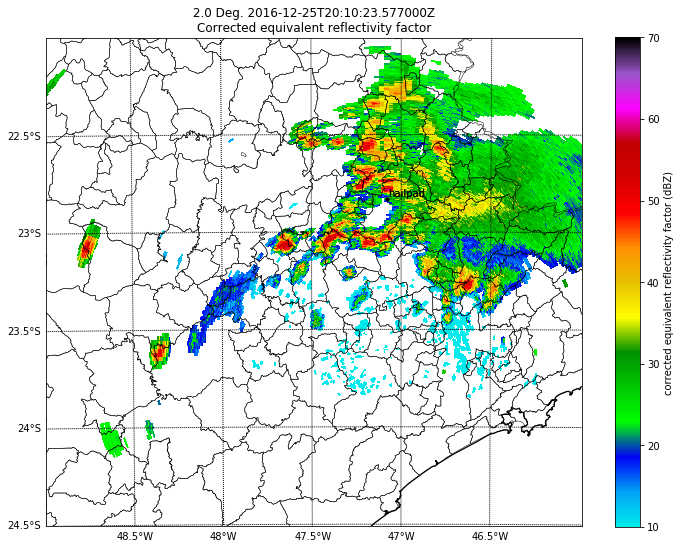 2.0 Deg. 2016-12-25T20:10:23.577000Z
Corrected equivalent reflectivity factor
70
60
50
40
30
20
10
corrected equivalent reflectivity factor (dBZ)
22.5°S
23°S
23.5°S
24°S
24.5°S
hailpad
48.5°W
48°W
47.5°W
47°W
46.5°W